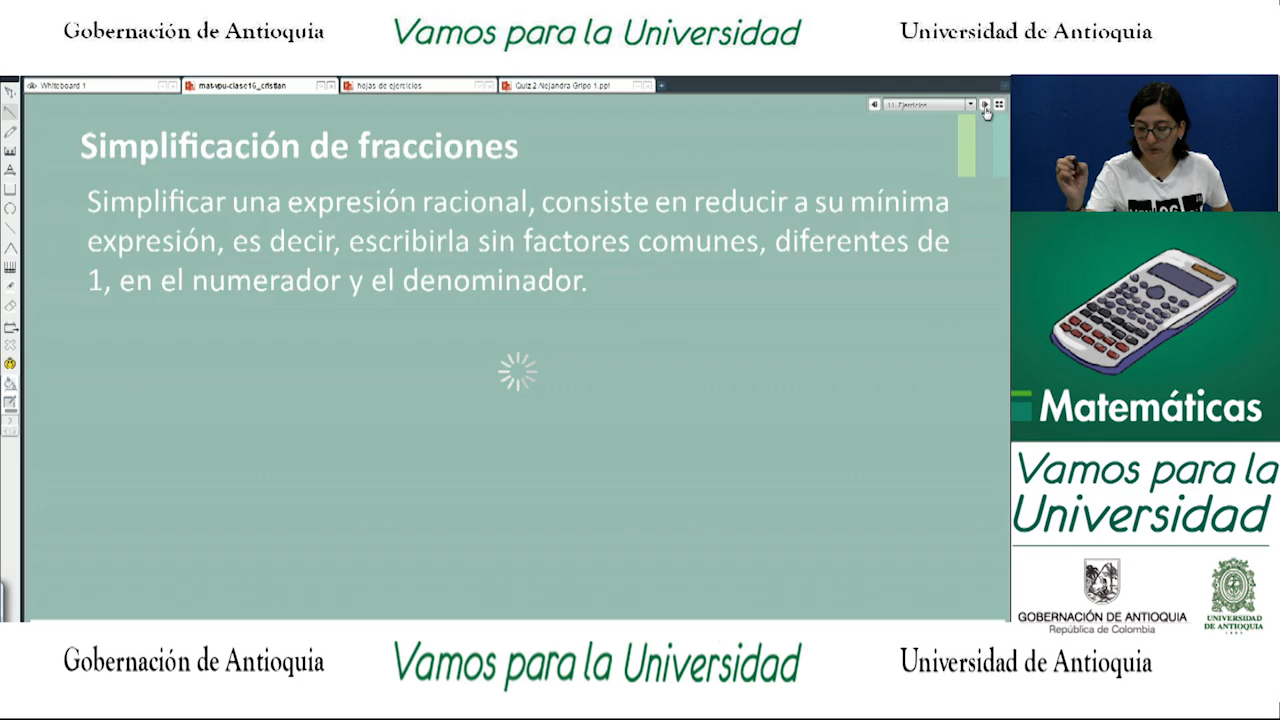 Gobernación de Antioquia
Vamos para la Universidad
Universidad de Antioquia
Whiteboard 1
mat-vpu-clase16_cristian
hojas de ejercicios
11. Ejercicios
Simplificación de fracciones
Simplificar una expresión racional, consiste en reducir a su mínima
expresión, es decir, escribirla sin factores comunes, diferentes de
1, en el numerador y el denominador.
Matemáticas
Vamos para la
Universidad
GOBERNACIÓN DE ANTIOQUIA
República de Colombia
UNIVERSIDAD
DE ANTIOQUIA
Gobernación de Antioquia
Vamos para la Universidad
Universidad de Antioquia